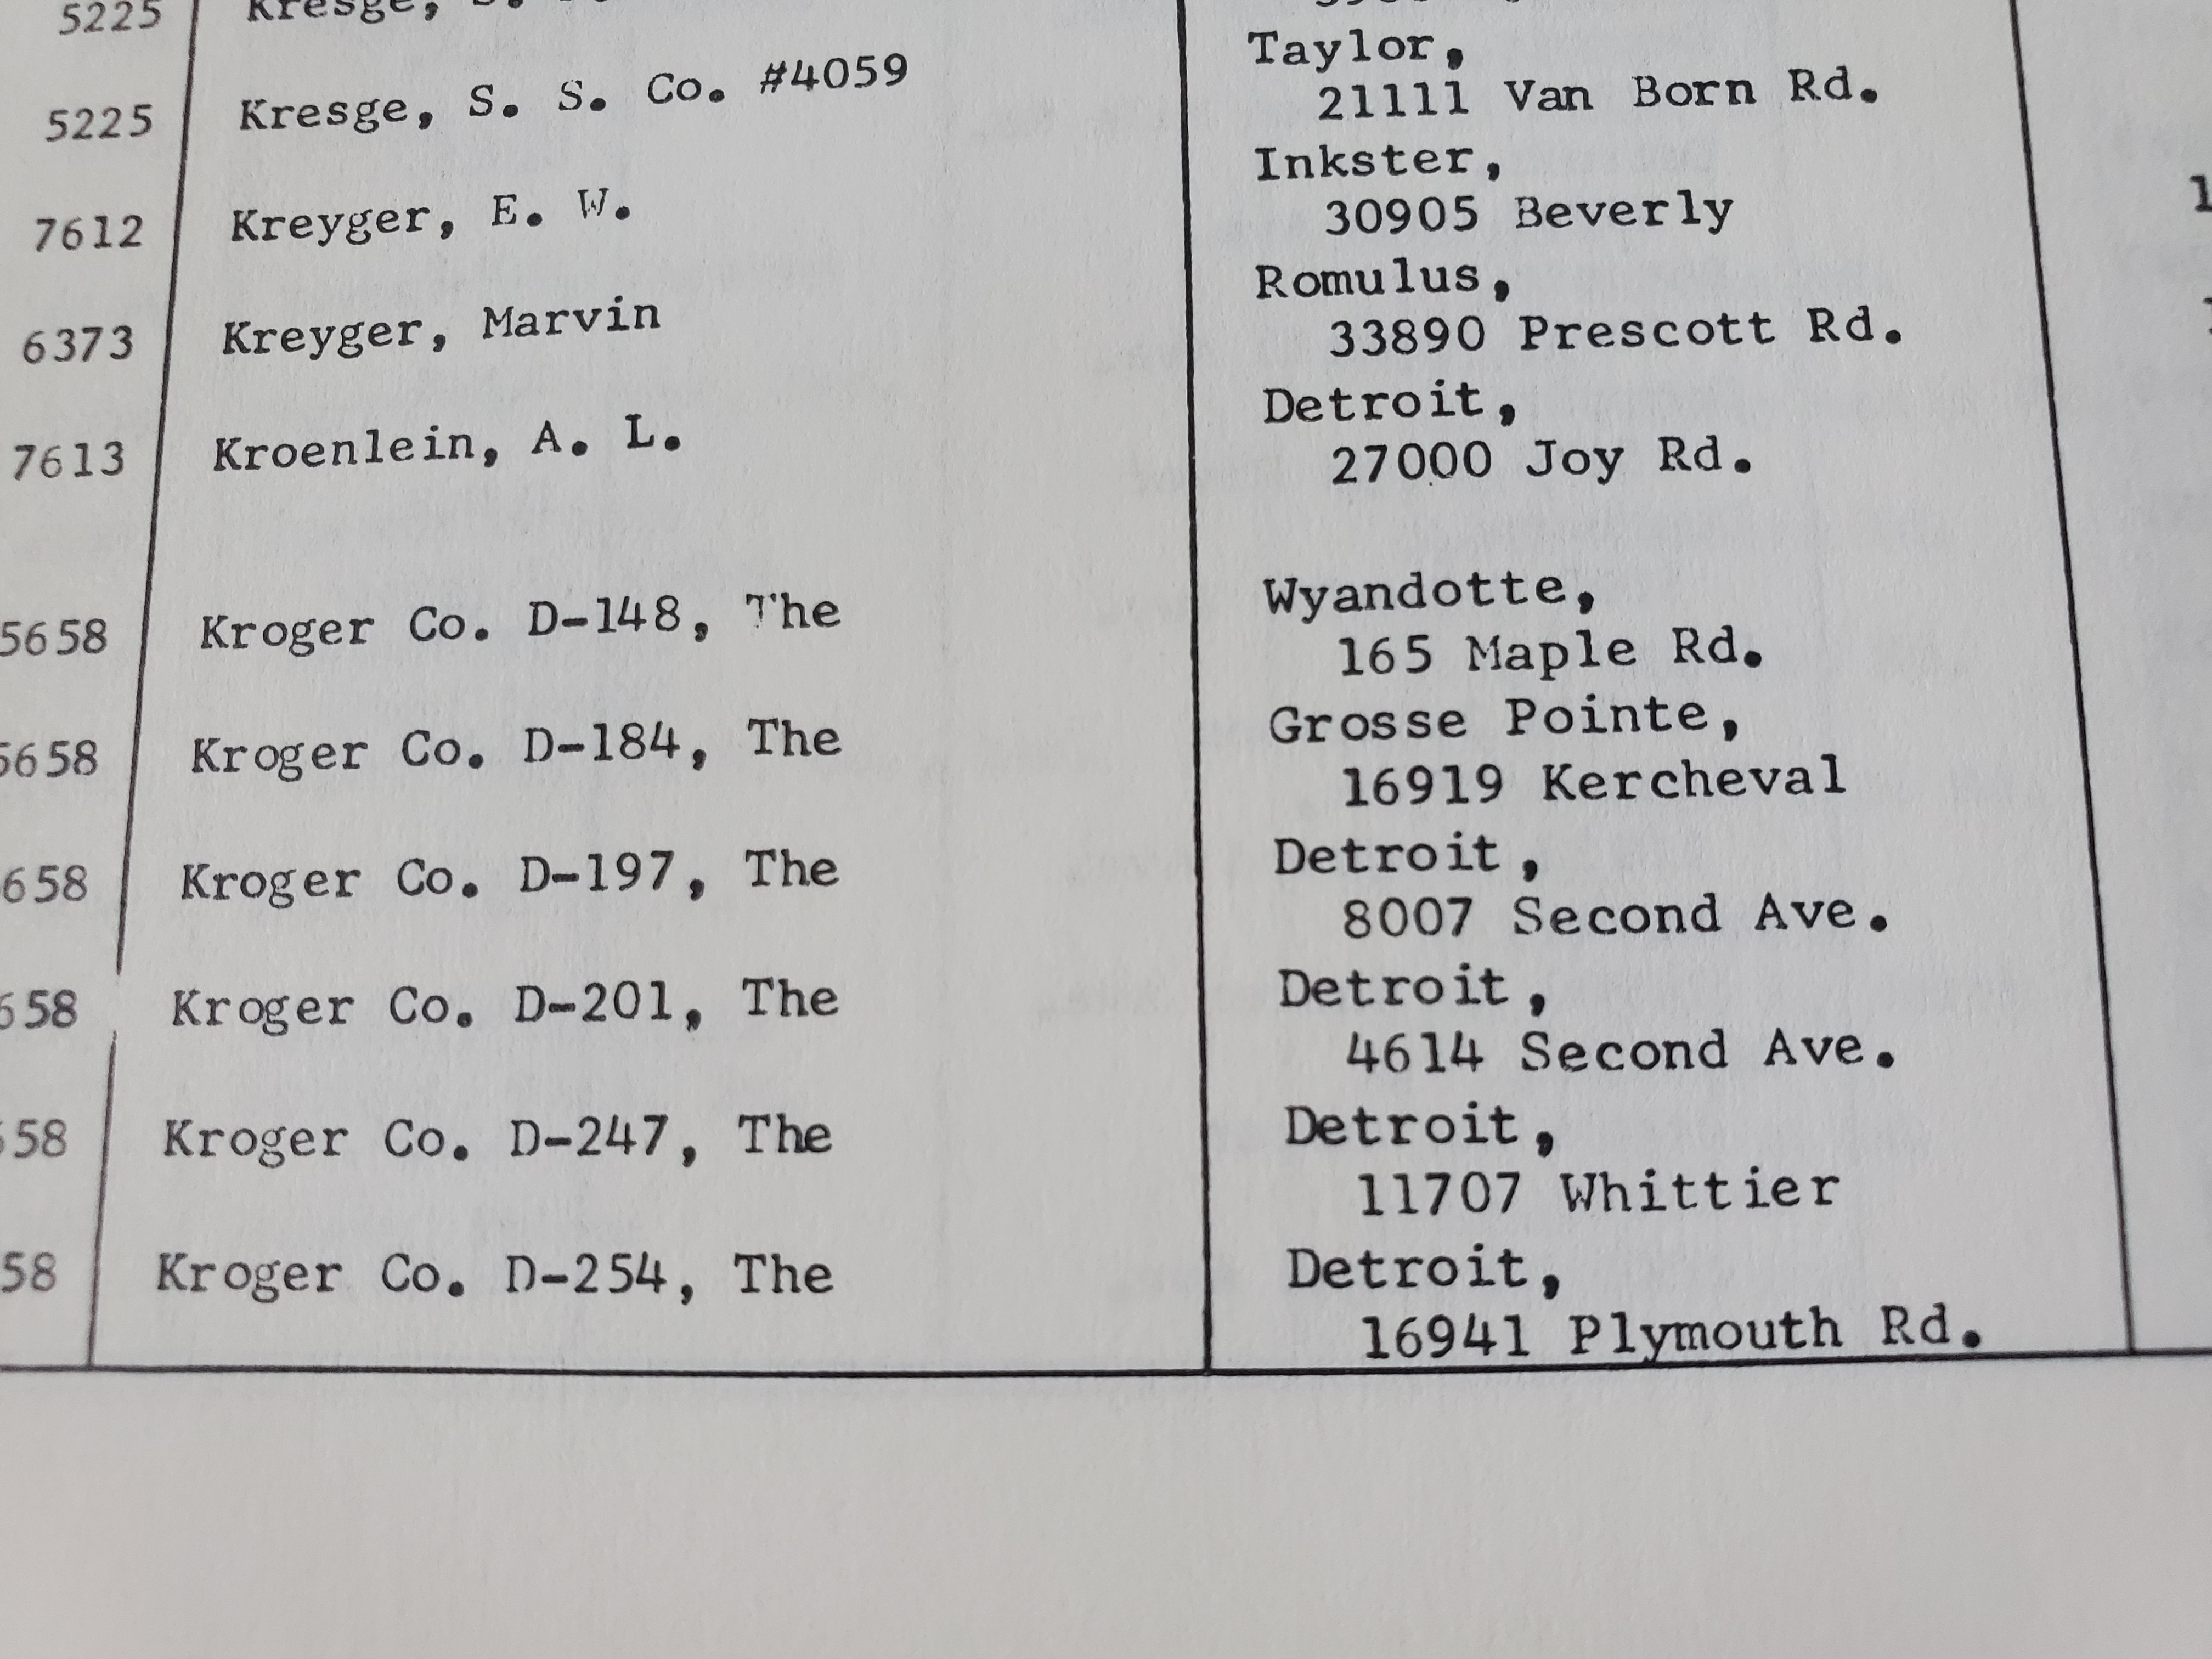 5225 Kresge,
5225 Kresge, S. S. Co. #4059 Taylor,
21111 Van Born Rd.
7612 Kreyger, E. W. Inkster,
30905 Beverly
6373 Kreyger, Marvin Romulus,
33890 Prescott Rd.
7613 Kroenlein, A. L. Detroit,
27000 Joy Rd.
5658 Kroger Co. D-148, The Wyandotte,
165 Maple Rd.
5658 Kroger Co. D-184, The Grosse Pointe,
16919 Kercheval
658 Kroger Co. D-197, The Detroit,
8007 Second Ave.
658 Kroger Co. D-201, The Detroit,
4614 Second Ave.
58 Kroger Co. D-247, The Detroit,
11707 Whittier
58 Kroger Co. D-254, The Detroit,
16941 Plymouth Rd.